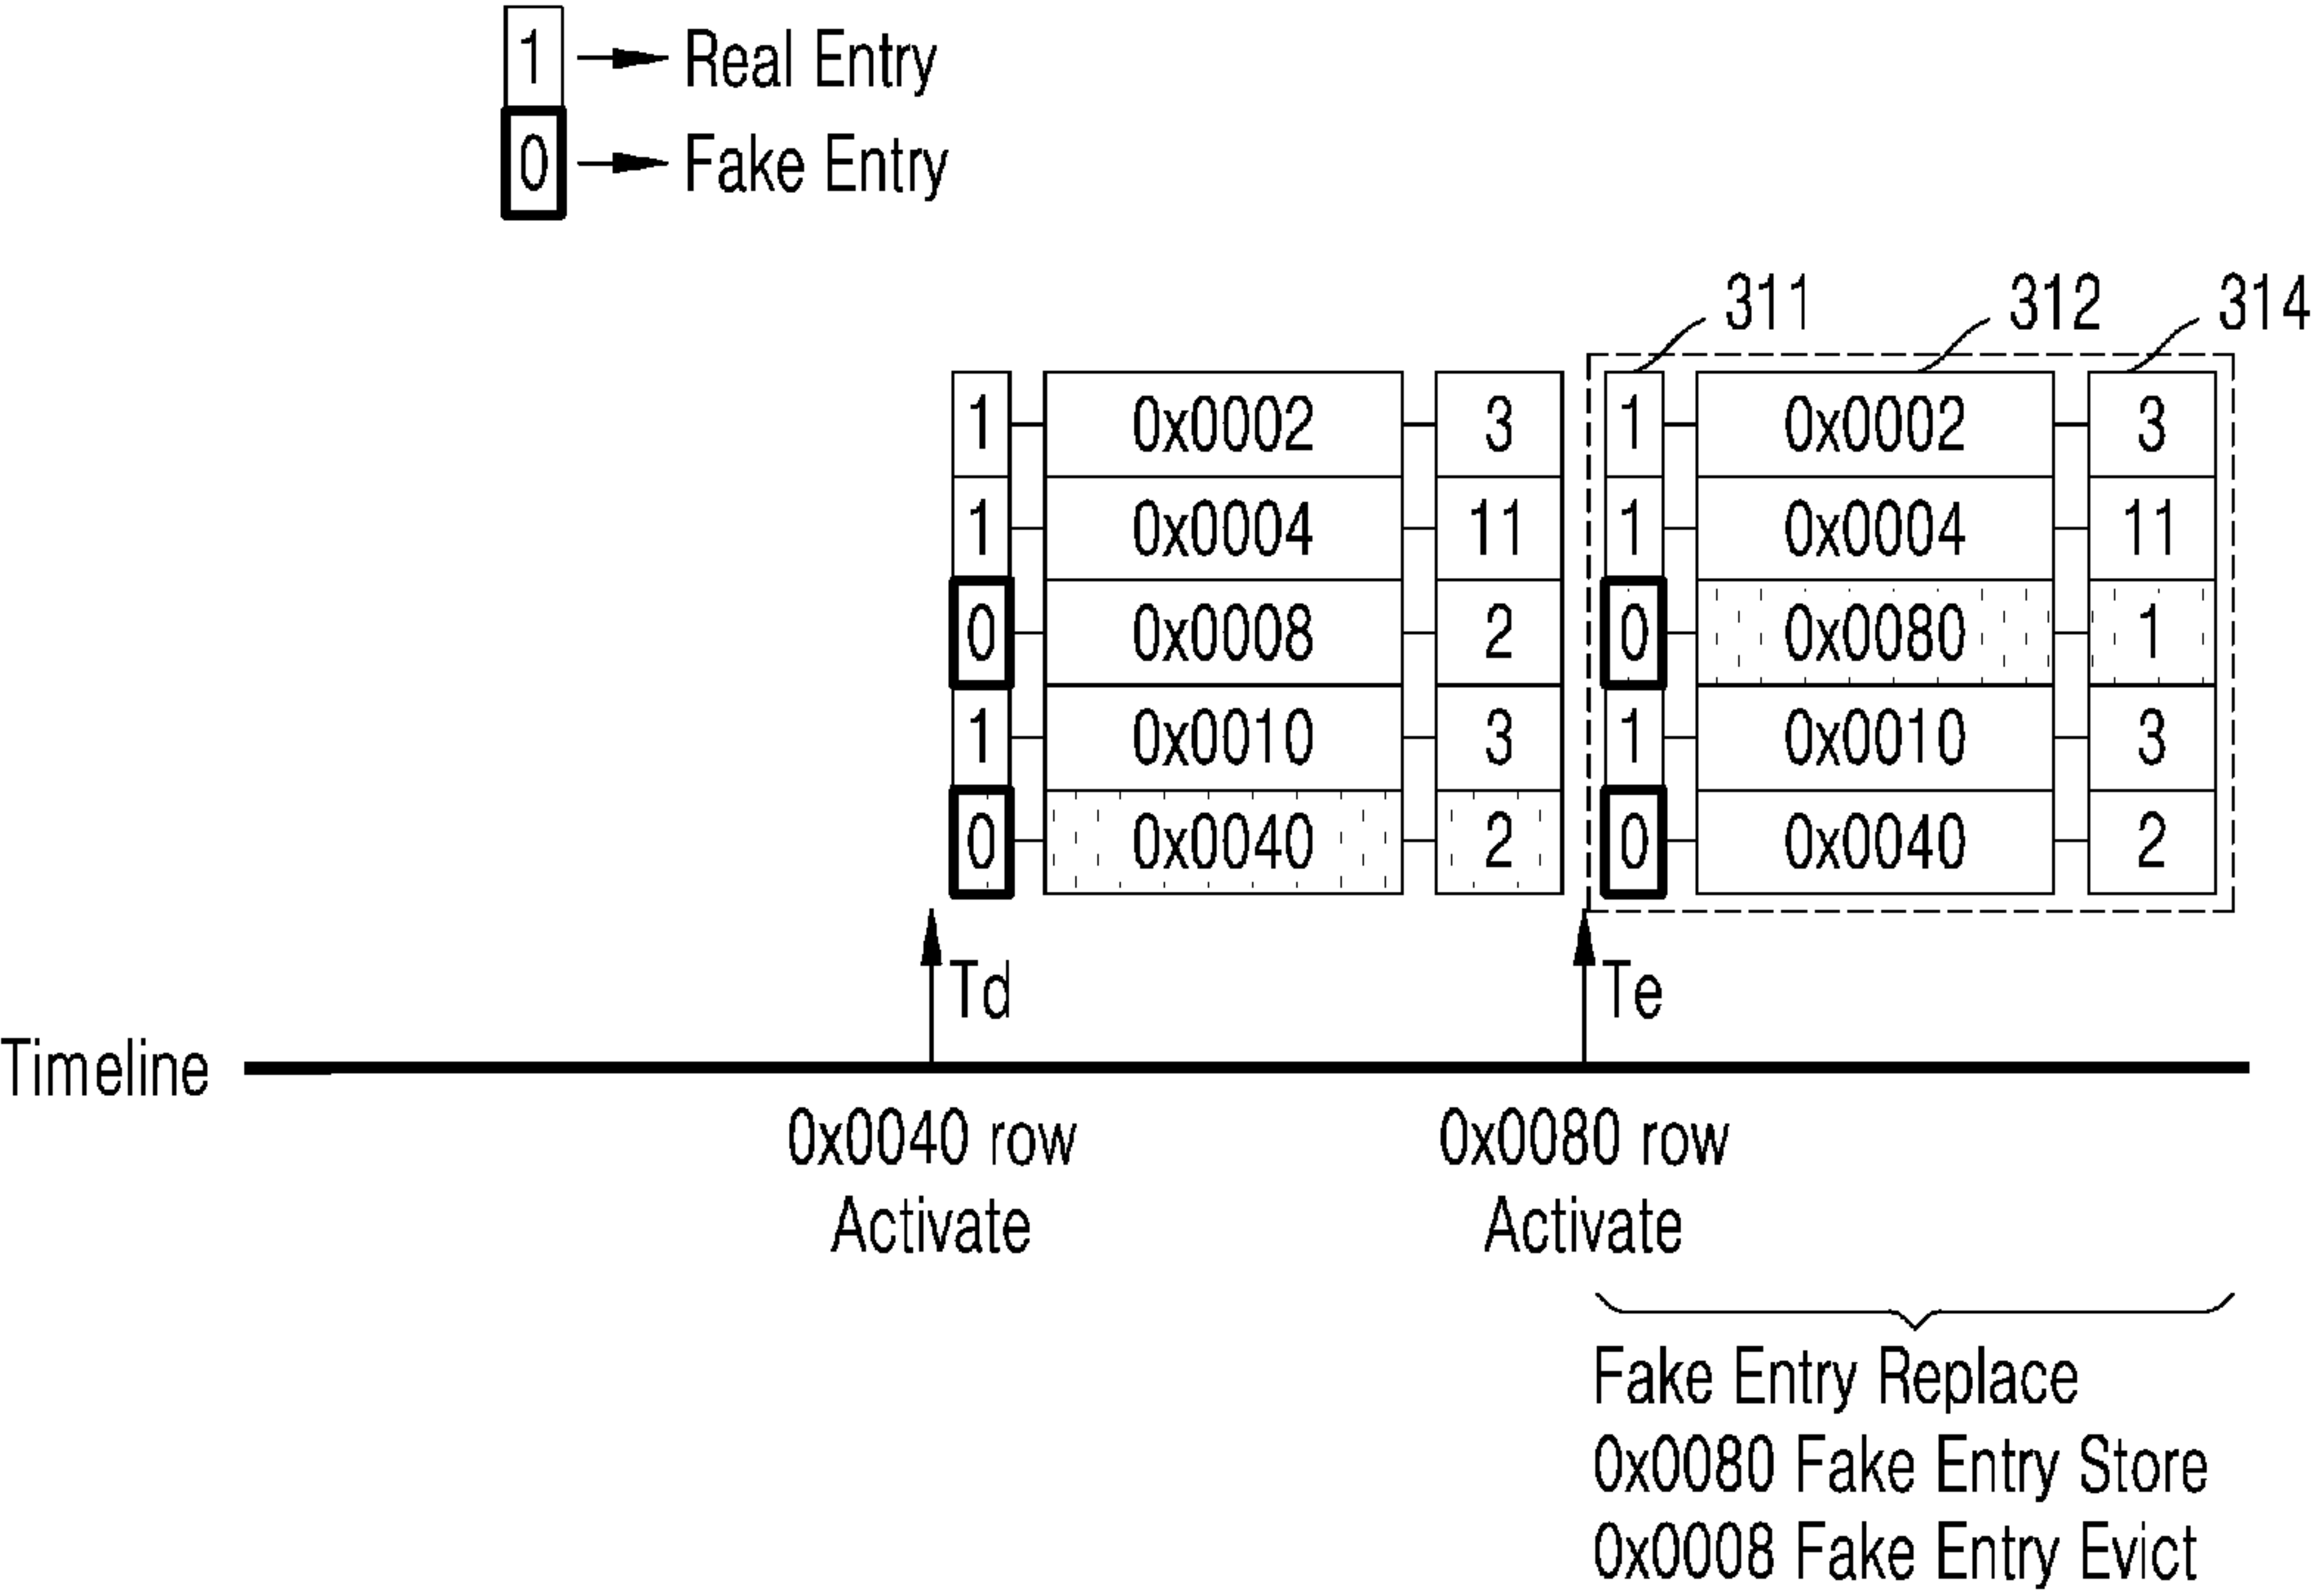 1 Real Entry
0 Fake Entry
311 312 314
1 0x0002 3 1 0x0002 3
1 0x0004 11 1 0x0004 11
0 0x0008 2 0 0x0080 1
1 0x0010 3 1 0x0010 3
0 0x0040 2 0 0x0040 2
Td Te
Timeline
0x0040 row 0x0080 row
Activate Activate
Fake Entry Replace
0x0080 Fake Entry Store
0x0008 Fake Entry Evict